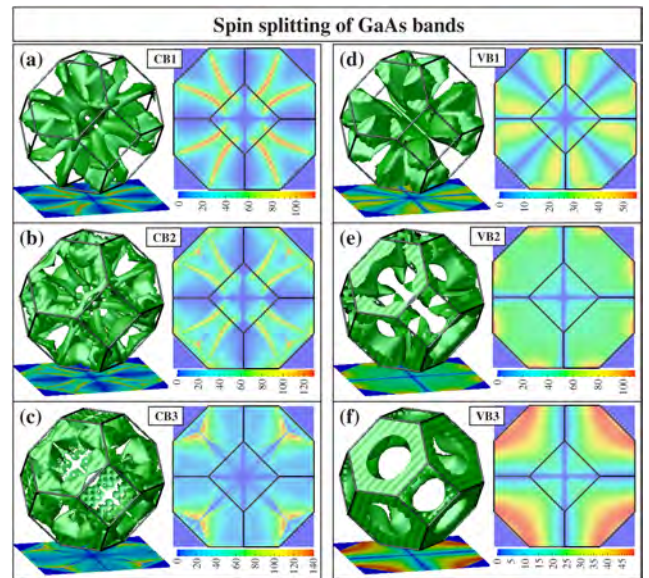 Spin splitting of GaAs bands
(a) CB1
0 20 40 60 80 100
(d) VB1
0 10 20 30 40 50
(b) CB2
0 20 40 60 80 100 120
(e) VB2
0 20 40 60 80 100
(c) CB3
0 20 40 60 80 100 120 140
(f) VB3
0 5 10 15 20 25 30 35 40 45